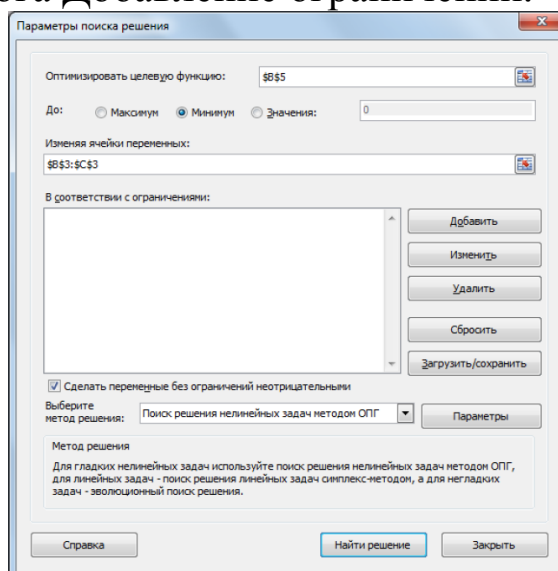 Добавление ограничений.
Параметры поиска решения
Оптимизировать целевую функцию: $B$5
До: Максимум Минимум Значения: 0
Изменяя ячейки переменных:
$B$3:$C$3
В соответствии с ограничениями:
Добавить
Изменить
Удалить
Сбросить
Загрузить/сохранить
Сделать переменные без ограничений неотрицательными
Выберите
метод решения: Поиск решения нелинейных задач методом ОПГ Параметры
Метод решения
Для гладких нелинейных задач используйте поиск решения нелинейных задач методом ОПГ,
для линейных задач - поиск решения линейных задач симплекс-методом, а для негладких
задач - эволюционный поиск решения.
Справка Найти решение Закрыть